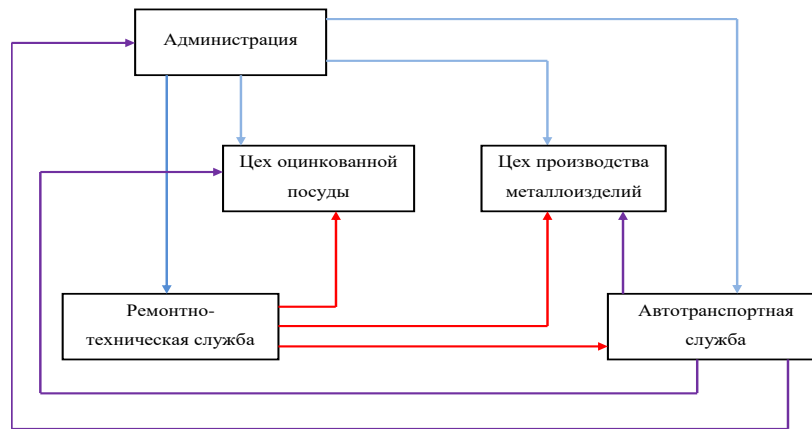 Администрация
Цех оцинкованной
посуды
Цех производства
металлоизделий
Ремонтно-
техническая служба
Автотранспортная
служба